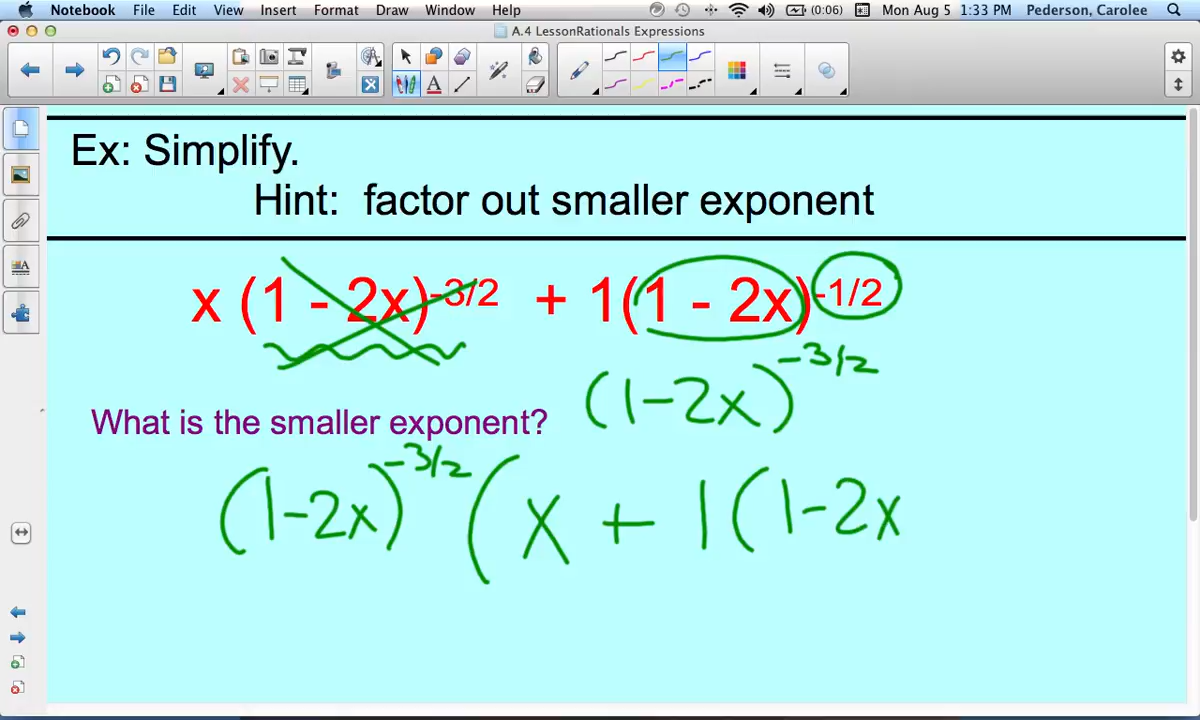 Notebook File Edit View Insert Format Draw Window Help (0:06) Mon Aug 5 1:33 PM Pederson, Carolee
A.4 LessonRationals Expressions
Ex: Simplify.
Hint: factor out smaller exponent
x (1 - 2x)-3/2 + 1(1 - 2x)-1/2
(1-2x)-3/2
What is the smaller exponent?
(1-2x)-3/2 (x + 1(1-2x